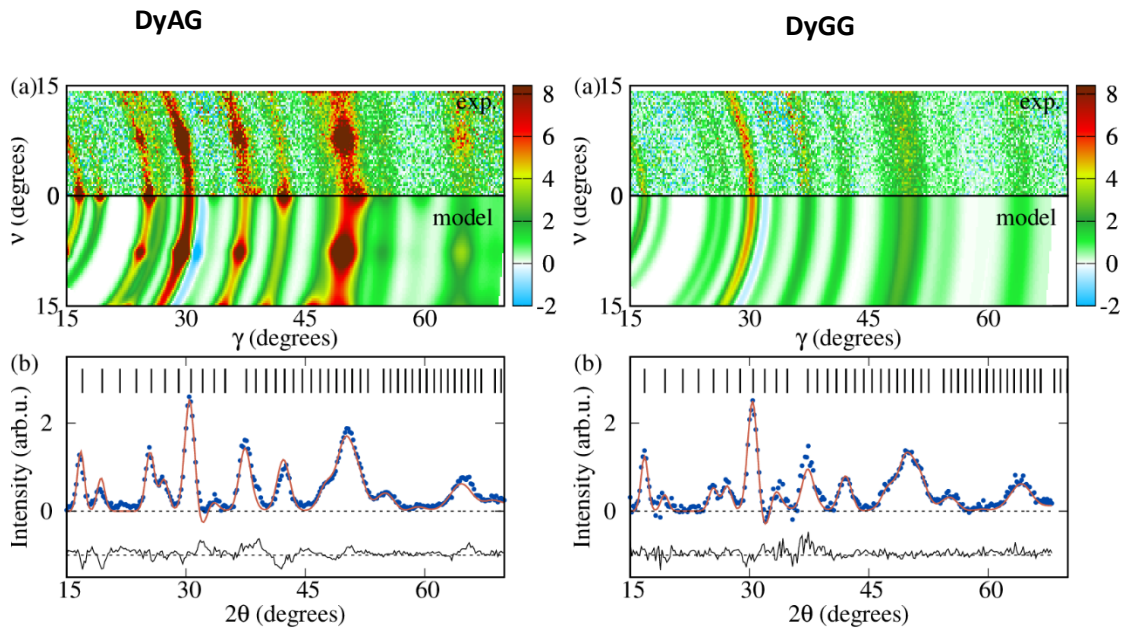 DyAG
DyGG
(a)
15
0
15
ν (degrees)
exp.
model
15
30
45
60
γ (degrees)
8
6
4
2
0
-2
(a)
15
0
15
ν (degrees)
exp.
model
15
30
45
60
γ (degrees)
8
6
4
2
0
-2
(b)
2
0
Intensity (arb.u.)
15
30
45
60
2θ (degrees)
(b)
2
0
Intensity (arb.u.)
15
30
45
60
2θ (degrees)